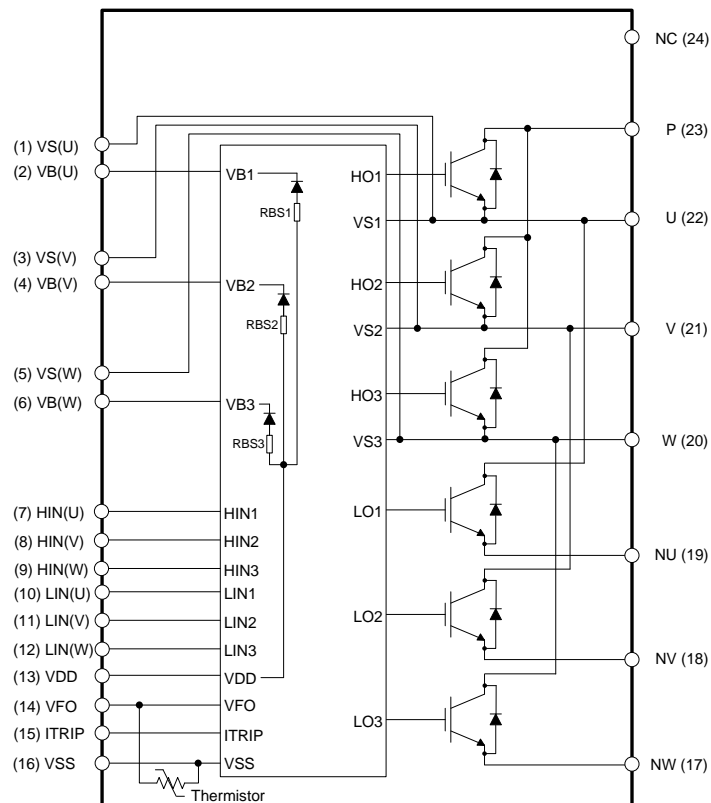 NC (24)
(1) VS(U)
(2) VB(U)
(3) VS(V)
(4) VB(V)
(5) VS(W)
(6) VB(W)
(7) HIN(U)
(8) HIN(V)
(9) HIN(W)
(10) LIN(U)
(11) LIN(V)
(12) LIN(W)
(13) VDD
(14) VFO
(15) ITRIP
(16) VSS
Thermistor
VB1
RBS1
VB2
RBS2
VB3
RBS3
HIN1
HIN2
HIN3
LIN1
LIN2
LIN3
VDD
VFO
ITRIP
VSS
HO1
VS1
HO2
VS2
HO3
VS3
LO1
LO2
LO3
P (23)
U (22)
V (21)
W (20)
NU (19)
NV (18)
NW (17)